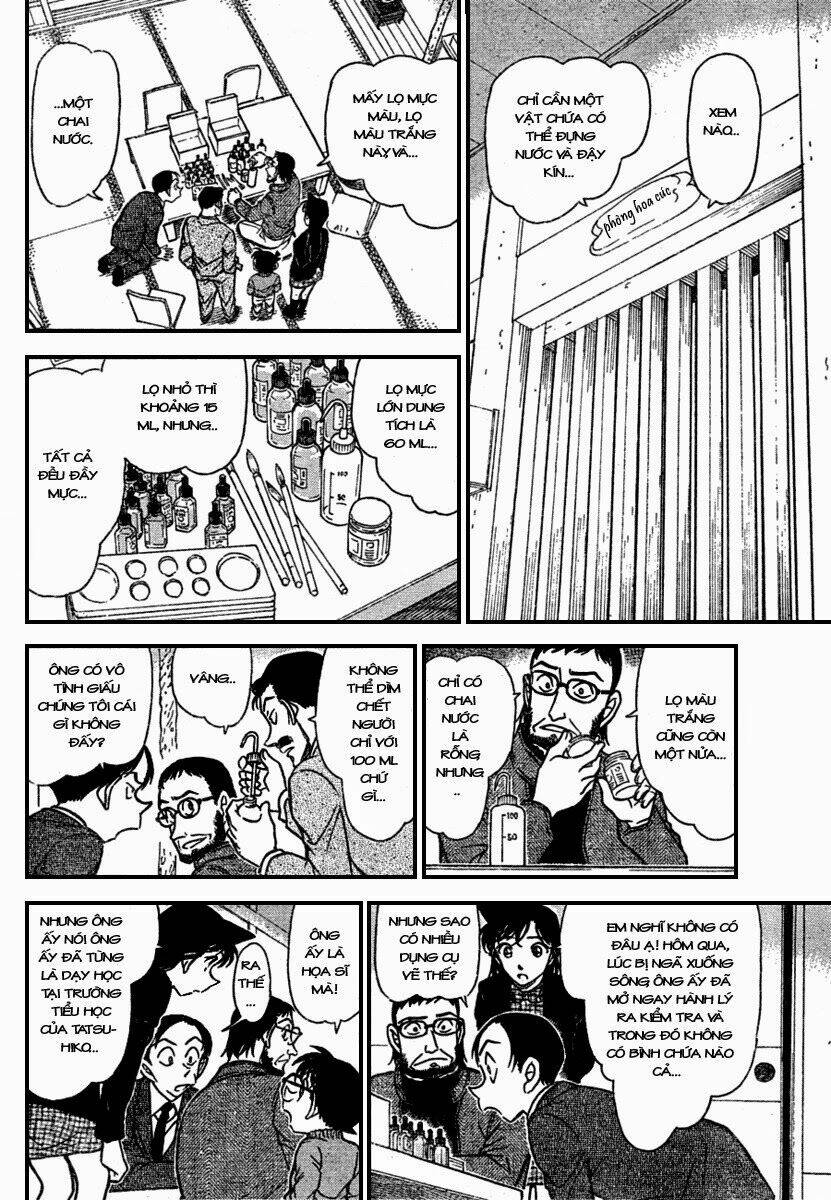 XEM
NÀO...
CHỈ CẦN MỘT
VẬT CHỨA CÓ
THỂ ĐỰNG
NƯỚC VÀ ĐẬY
KÍN...
phòng hoa cúc
MẤY LỌ MỰC
MÀU, LỌ
MÀU TRẮNG
NÀY, VÀ...
...MỘT
CHAI
NƯỚC.
LỌ MỰC
LỚN DUNG
TÍCH LÀ
60 ML...
LỌ NHỎ THÌ
KHOẢNG 15
ML, NHƯNG..
TẤT CẢ
ĐỀU ĐẦY
MỰC...
100
50
LỌ MÀU
TRẮNG
CŨNG CÒN
MỘT NỬA...
CHỈ CÓ
CHAI
NƯỚC
LÀ
RỖNG,
NHƯNG
..
100
50
KHÔNG
THỂ DÌM
CHẾT
NGƯỜI
CHỈ VỚI
100 ML
CHỨ
GÌ...
VÂNG..
ÔNG CÓ VÔ
TÌNH GIẤU
CHÚNG TÔI CÁI
GÌ KHÔNG
ĐẤY?
EM NGHĨ KHÔNG CÓ
ĐÂU Ạ! HÔM QUA,
LÚC BỊ NGÃ XUỐNG
SÔNG ÔNG ẤY ĐÃ
MỞ NGAY HÀNH LÝ
RA KIỂM TRA VÀ
TRONG ĐÓ KHÔNG
CÓ BÌNH CHỨA NÀO
CẢ...
NHƯNG SAO
CÓ NHIỀU
DỤNG CỤ
VẼ THẾ?
ÔNG
ẤY LÀ
HỌA SĨ
MÀ!
RA
THẾ
...
NHƯNG ÔNG
ẤY NÓI ÔNG
ẤY ĐÃ TỪNG
LÀ DẠY HỌC
TẠI TRƯỜNG
TIỂU HỌC
CỦA TATSU-
HIKO...